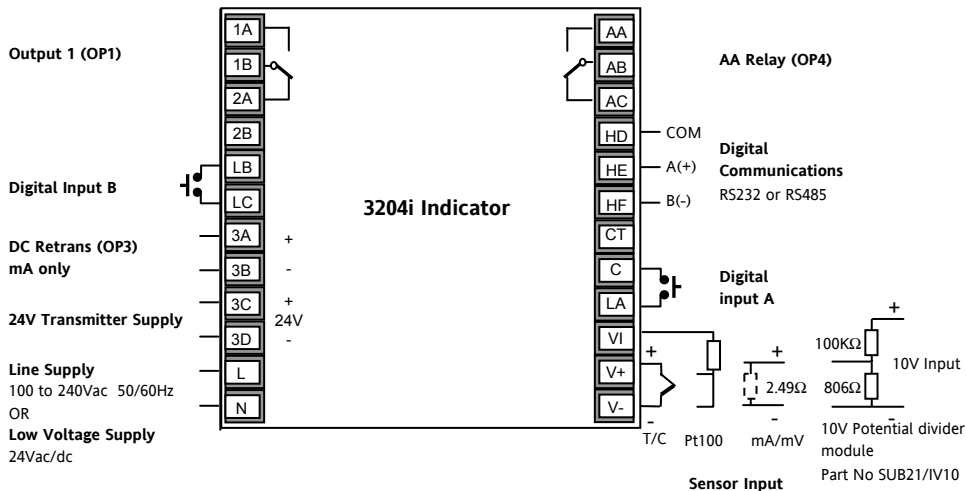 Output 1 (OP1)
Digital Input B
DC Retrans (OP3)
mA only
24V Transmitter Supply
Line Supply
100 to 240Vac 50/60Hz
OR
Low Voltage Supply
24Vac/dc
1A
1B
2A
2B
LB
LC
3A
3B
3C
3D
L
N
+
-
+
24V
-
3204i Indicator
AA
AB
AC
HD
HE
HF
CT
C
LA
VI
V+
V-
AA Relay (OP4)
COM
A(+)
B(-)
Digital
Communications
RS232 or RS485
Digital
input A
+
-
T/C
Pt100
+
2.49Ω
-
mA/mV
+
100KΩ
10V Input
806Ω
-
10V Potential divider
module
Part No SUB21/IV10
Sensor Input